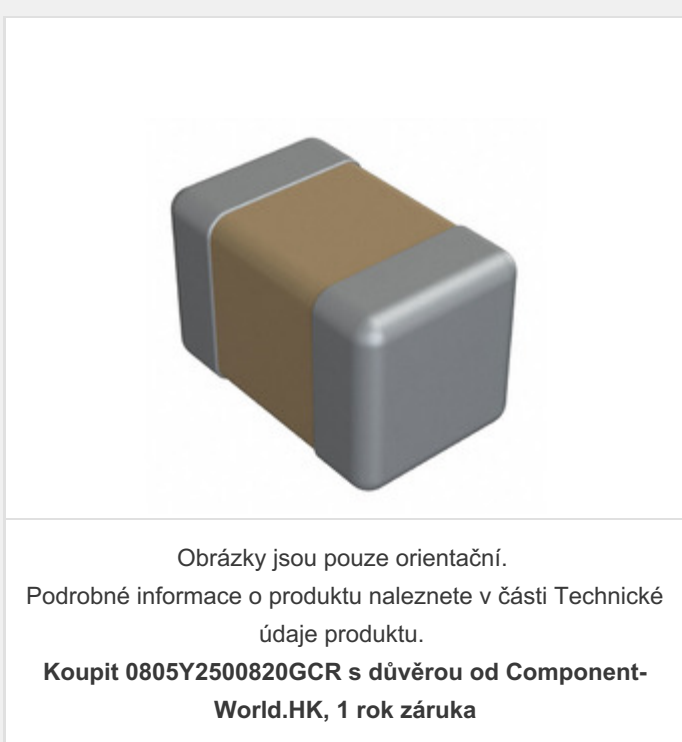 Obrázky jsou pouze orientační.
Podrobné informace o produktu naleznete v části Technické
údaje produktu.
Koupit 0805Y2500820GCR s důvěrou od Component-
World.HK, 1 rok záruka